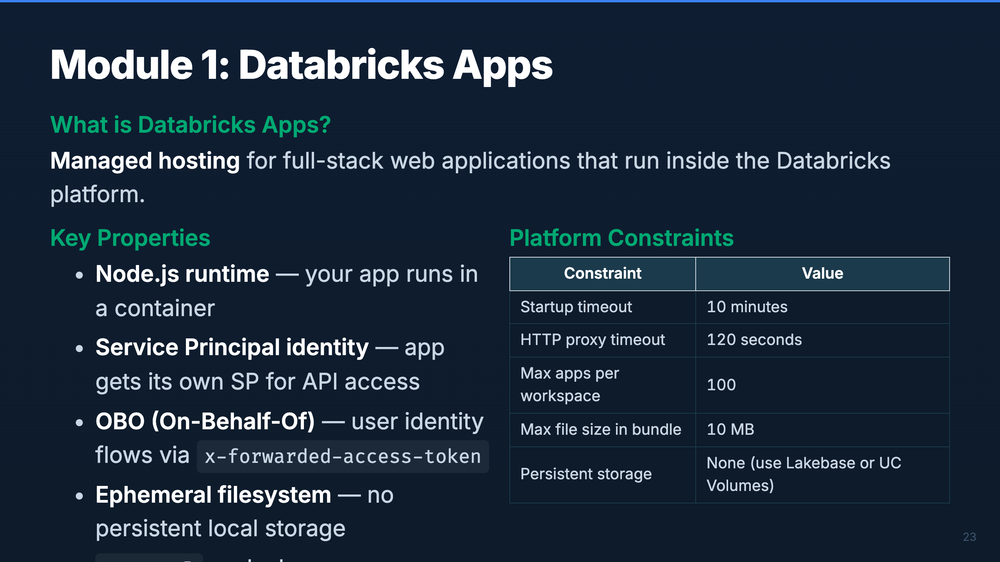 Module 1: Databricks Apps
What is Databricks Apps?
Managed hosting for full-stack web applications that run inside the Databricks
platform.
Key Properties
• Node.js runtime — your app runs in
a container
• Service Principal identity — app
gets its own SP for API access
• OBO (On-Behalf-Of) — user identity
flows via x-forwarded-access-token
• Ephemeral filesystem — no
persistent local storage
Platform Constraints
Constraint Value
Startup timeout 10 minutes
HTTP proxy timeout 120 seconds
Max apps per
workspace
100
Max file size in bundle 10 MB
Persistent storage
None (use Lakebase or UC
Volumes)
23